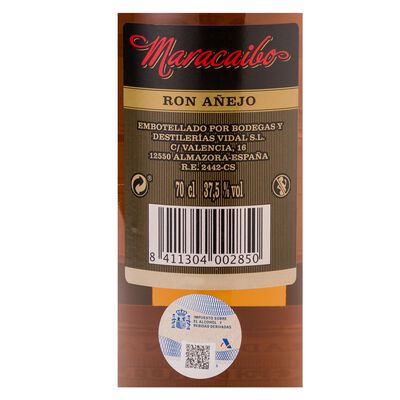 Maracaibo
RON AÑEJO
EMBOTELLADO POR BODEGAS Y
DESTILERÍAS VIDAL S.L.
C/ VALENCIA, 16
12550 ALMAZORA-ESPAÑA
R.E. 2442-CS
70 cl 37,5 % vol
8 411304 002850
IMPUESTO SOBRE
EL ALCOHOL Y
BEBIDAS DERIVADAS